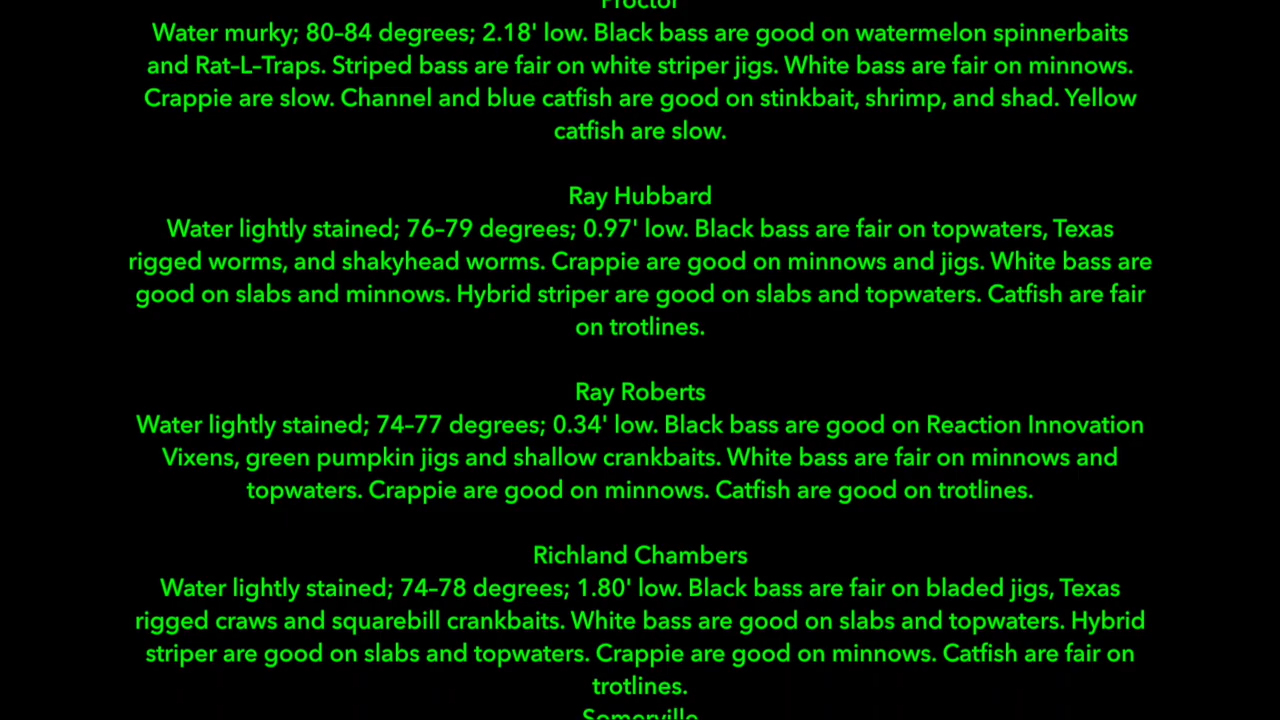 Proctor
Water murky; 80–84 degrees; 2.18' low. Black bass are good on watermelon spinnerbaits
and Rat–L–Traps. Striped bass are fair on white striper jigs. White bass are fair on minnows.
Crappie are slow. Channel and blue catfish are good on stinkbait, shrimp, and shad. Yellow
catfish are slow.
Ray Hubbard
Water lightly stained; 76–79 degrees; 0.97' low. Black bass are fair on topwaters, Texas
rigged worms, and shakyhead worms. Crappie are good on minnows and jigs. White bass are
good on slabs and minnows. Hybrid striper are good on slabs and topwaters. Catfish are fair
on trotlines.
Ray Roberts
Water lightly stained; 74–77 degrees; 0.34' low. Black bass are good on Reaction Innovation
Vixens, green pumpkin jigs and shallow crankbaits. White bass are fair on minnows and
topwaters. Crappie are good on minnows. Catfish are good on trotlines.
Richland Chambers
Water lightly stained; 74–78 degrees; 1.80' low. Black bass are fair on bladed jigs, Texas
rigged craws and squarebill crankbaits. White bass are good on slabs and topwaters. Hybrid
striper are good on slabs and topwaters. Crappie are good on minnows. Catfish are fair on
trotlines.
Somerville